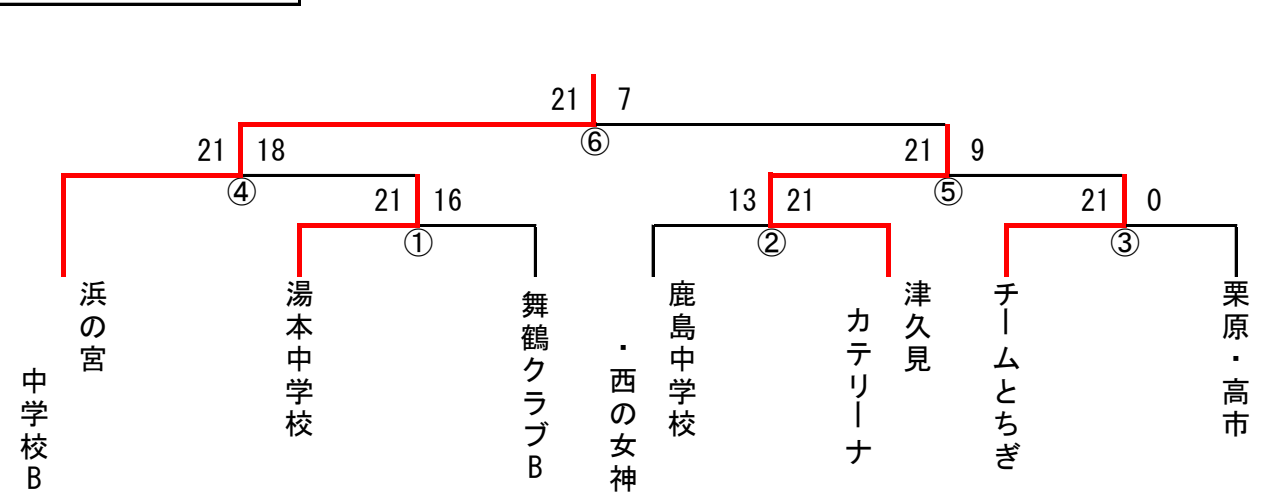 21 7
⑥
21 18
21 9
④
⑤
21 16
13 21
21 0
①
②
③
浜の宮
中学校B
湯本中学校
舞鶴クラブB
鹿島中学校
・西の女神
津久見
カテリーナ
チームとちぎ
栗原・高市